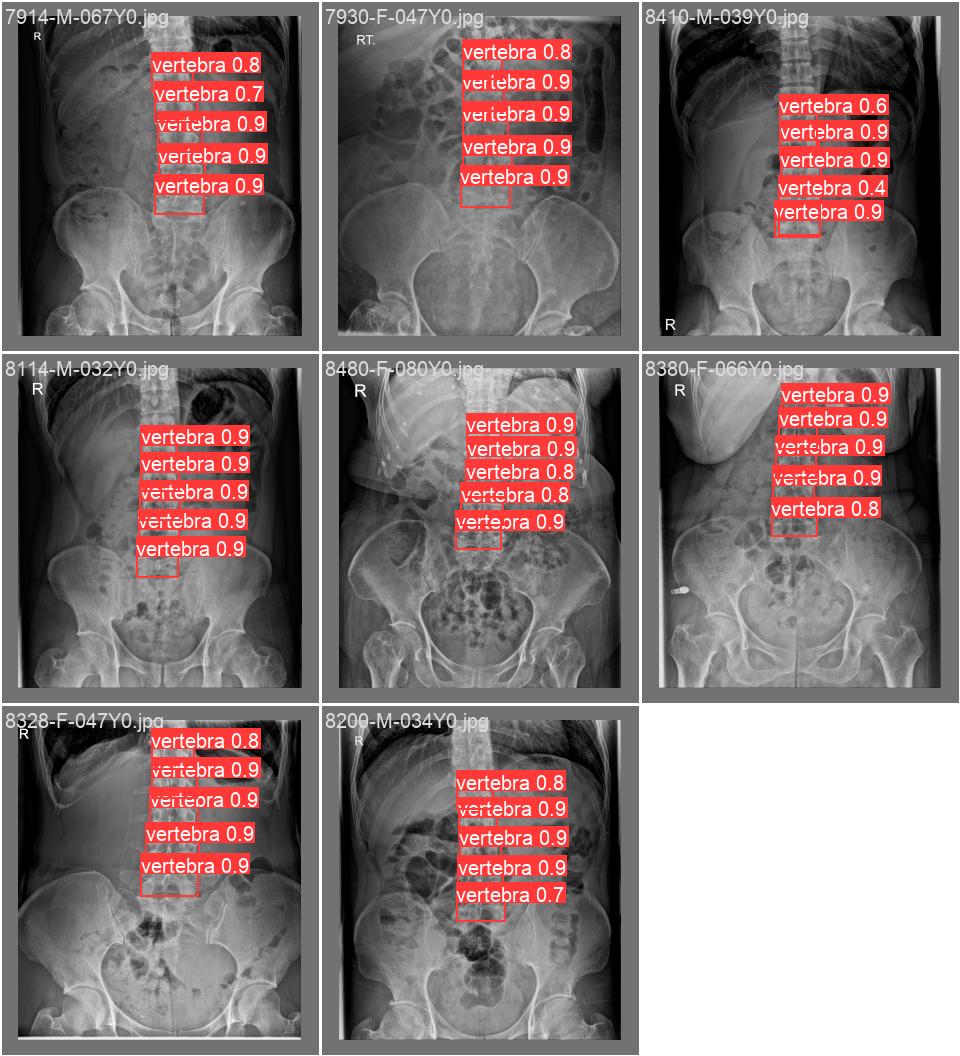 7914-M-067Y0.jpg
R
vertebra 0.8
vertebra 0.7
vertebra 0.9
vertebra 0.9
vertebra 0.9
7930-F-047Y0.jpg
RT.
vertebra 0.8
vertebra 0.9
vertebra 0.9
vertebra 0.9
vertebra 0.9
8410-M-039Y0.jpg
vertebra 0.6
vertebra 0.9
vertebra 0.9
vertebra 0.4
vertebra 0.9
R
8114-M-032Y0.jpg
R
vertebra 0.9
vertebra 0.9
vertebra 0.9
vertebra 0.9
vertebra 0.9
8480-F-080Y0.jpg
R
vertebra 0.9
vertebra 0.9
vertebra 0.8
vertebra 0.8
vertebra 0.9
8380-F-066Y0.jpg
R
vertebra 0.9
vertebra 0.9
vertebra 0.9
vertebra 0.9
vertebra 0.8
8328-F-047Y0.jpg
R
vertebra 0.8
vertebra 0.9
vertebra 0.9
vertebra 0.9
vertebra 0.9
8200-M-034Y0.jpg
R
vertebra 0.8
vertebra 0.9
vertebra 0.9
vertebra 0.9
vertebra 0.7